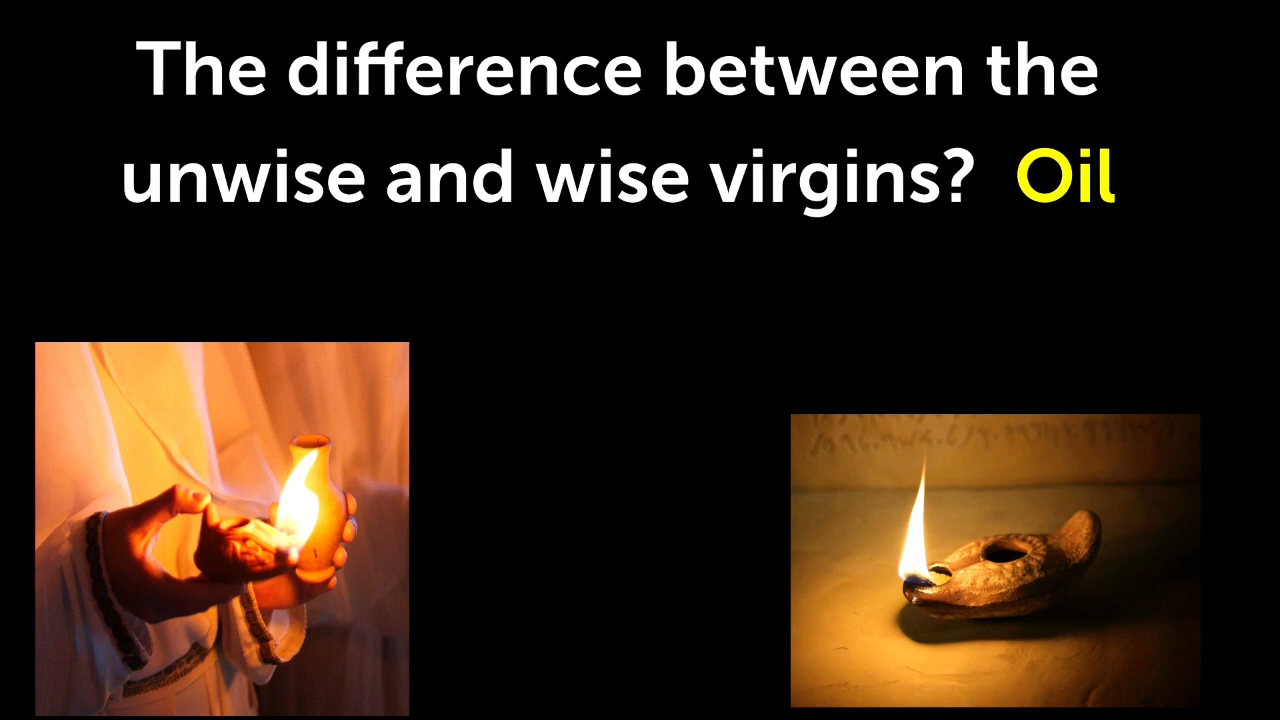 The difference between the
unwise and wise virgins? Oil